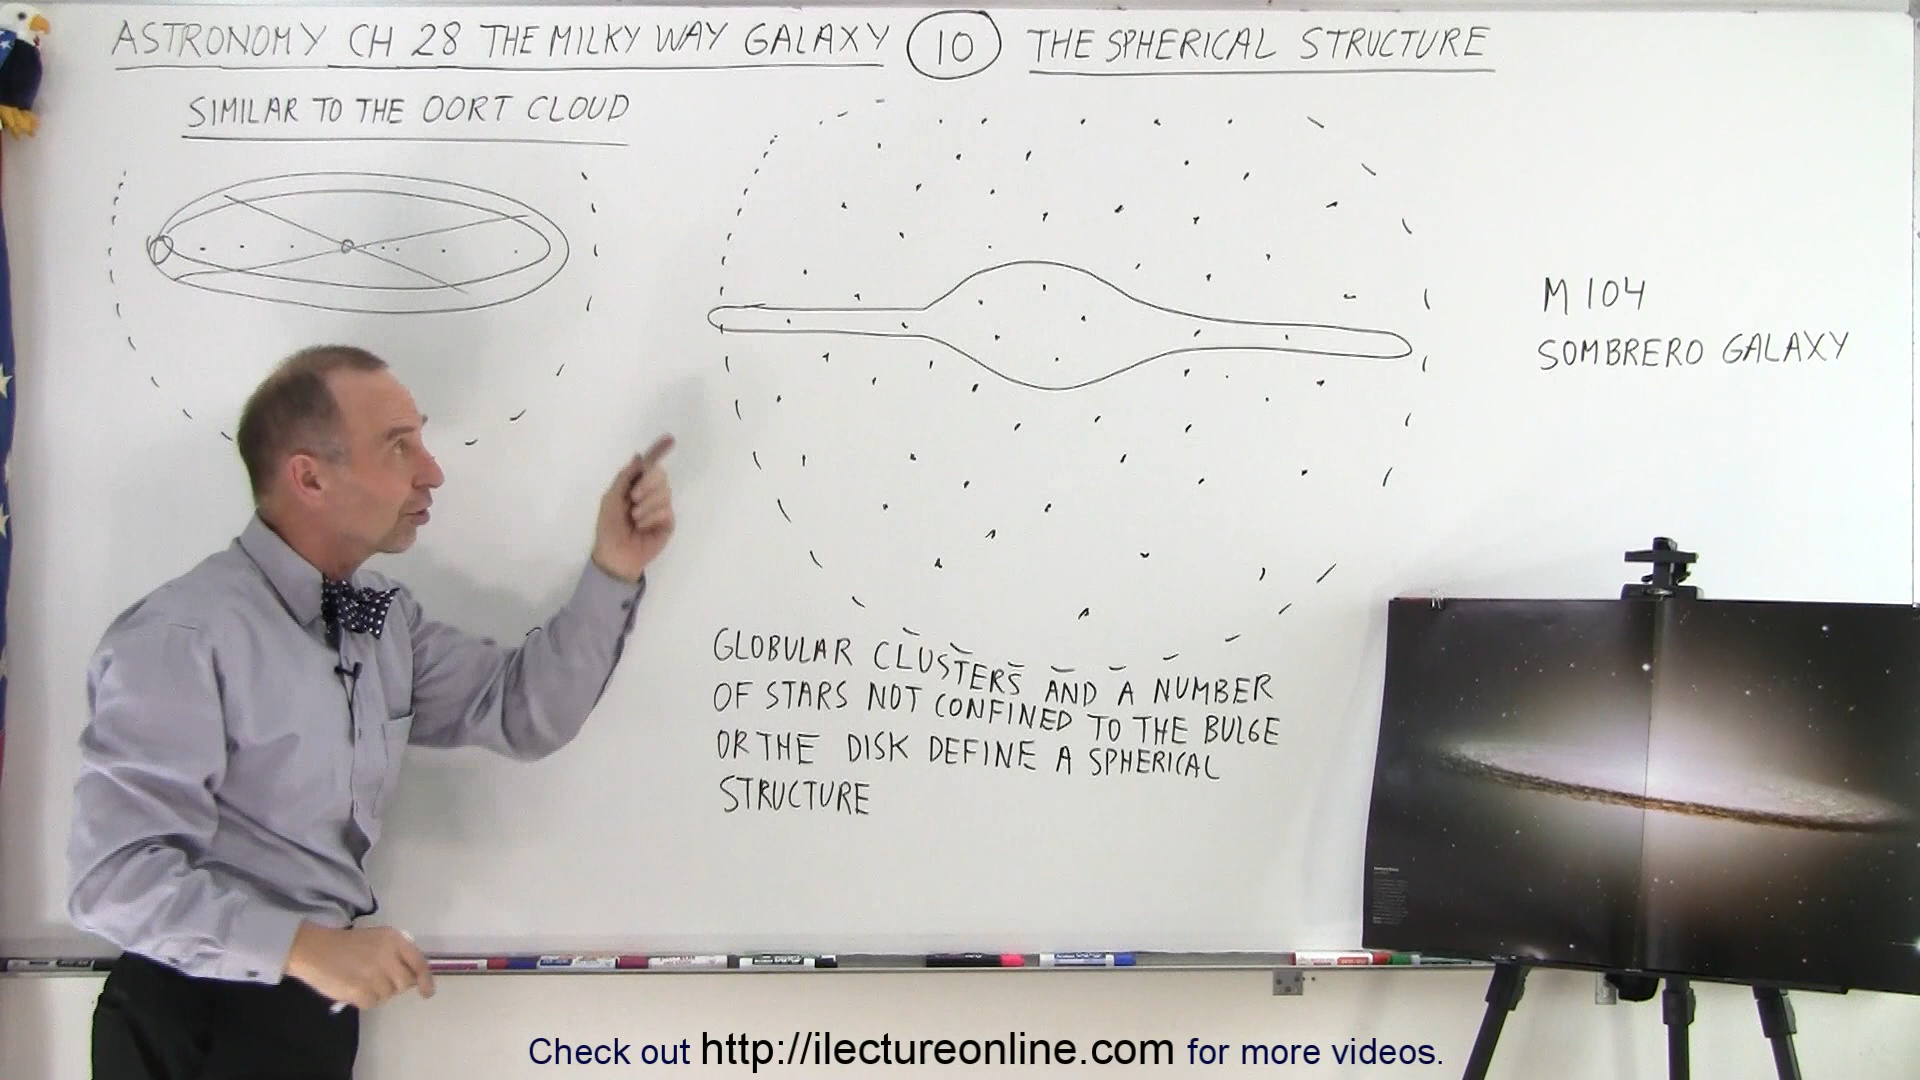 ASTRONOMY CH 28 THE MILKY WAY GALAXY 10 THE SPHERICAL STRUCTURE
SIMILAR TO THE OORT CLOUD
M 104
SOMBRERO GALAXY
GLOBULAR CLUSTERS AND A NUMBER
OF STARS NOT CONFINED TO THE BULGE
OR THE DISK DEFINE A SPHERICAL
STRUCTURE
Check out http://ilectureonline.com for more videos.